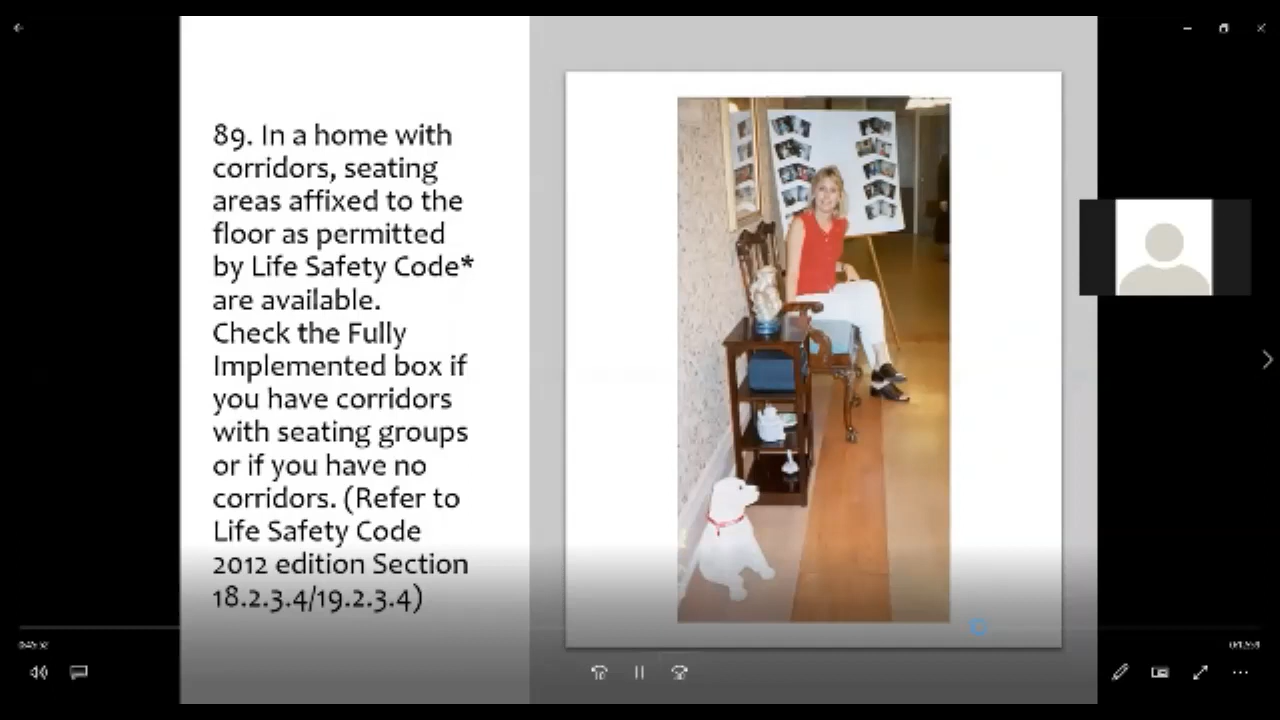 89. In a home with
corridors, seating
areas affixed to the
floor as permitted
by Life Safety Code*
are available.
Check the Fully
Implemented box if
you have corridors
with seating groups
or if you have no
corridors. (Refer to
Life Safety Code
2012 edition Section
18.2.3.4/19.2.3.4)